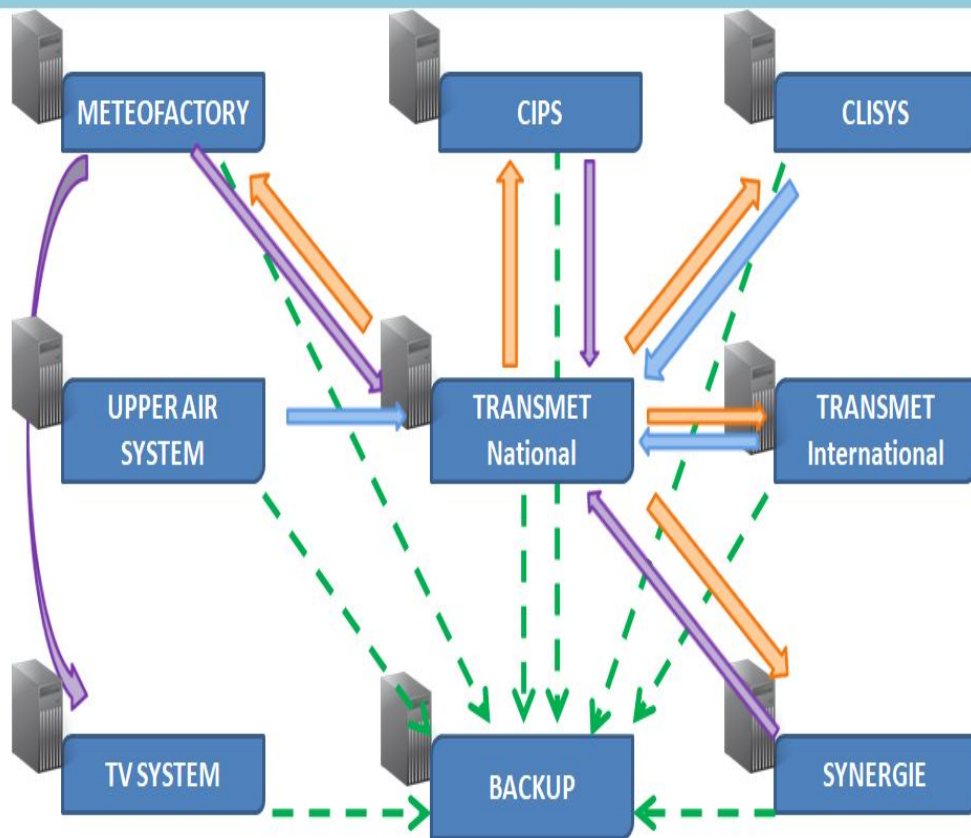 METEOFACTORY
CIPS
CLISYS
UPPER AIR
SYSTEM
TRANSMET
National
TRANSMET
International
TV SYSTEM
BACKUP
SYNERGIE